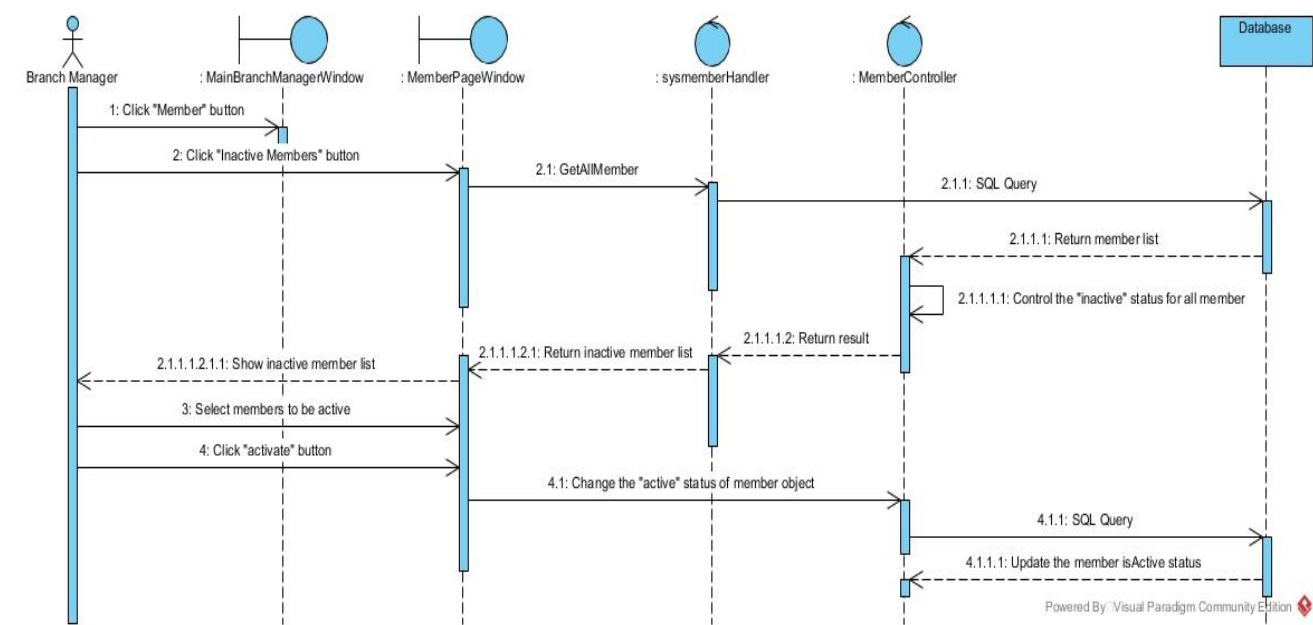 Database
Branch Manager
: MainBranchManagerWindow
: MemberPageWindow
: sysmemberHandler
: MemberController
1: Click "Member" button
2: Click "Inactive Members" button
2.1: GetAllMember
2.1.1: SQL Query
2.1.1.1: Return member list
2.1.1.1.1: Control the "inactive" status for all member
2.1.1.1.2: Return result
2.1.1.1.2.1: Return inactive member list
2.1.1.1.2.1.1: Show inactive member list
3: Select members to be active
4: Click "activate" button
4.1: Change the "active" status of member object
4.1.1: SQL Query
4.1.1.1: Update the member isActive status
Powered By Visual Paradigm Community Edition